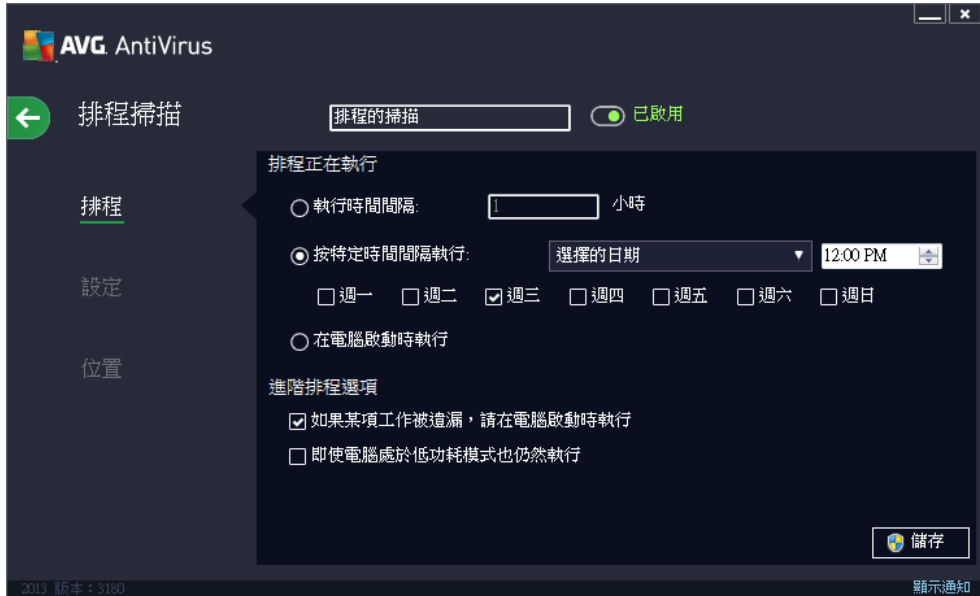 AVG. AntiVirus
排程掃描
排程的掃描
已啟用
排程
設定
位置
排程正在執行
執行時間間隔: 1 小時
按特定時間間隔執行: 選擇的日期 12:00 PM
週一 週二 週三 週四 週五 週六 週日
在電腦啟動時執行
進階排程選項
如果某項工作被遺漏，請在電腦啟動時執行
即使電腦處於低功耗模式也仍然執行
儲存
2013 版本：3180
顯示通知